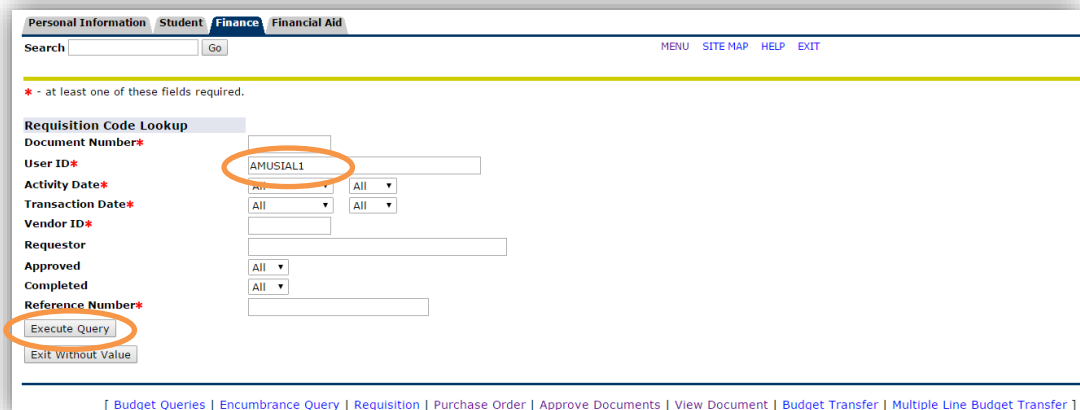 Personal Information Student Finance Financial Aid
Search Go MENU SITE MAP HELP EXIT
* - at least one of these fields required.
Requisition Code Lookup
Document Number*
User ID* AMUSIAL1
Activity Date* All All
Transaction Date* All All
Vendor ID*
Requestor
Approved All
Completed All
Reference Number*
Execute Query
Exit Without Value
[ Budget Queries | Encumbrance Query | Requisition | Purchase Order | Approve Documents | View Document | Budget Transfer | Multiple Line Budget Transfer ]